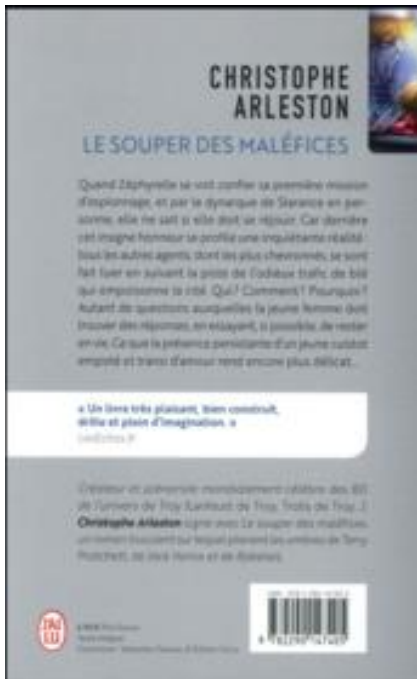 CHRISTOPHE
ARLESTON
LE SOUPER DES MALÉFICES
Quand Zéphyrelle se voit confier sa première mission
d'espionnage, et par le dynarque de Slarance en per-
sonne, elle ne sait si elle doit se réjouir. Car derrière
cet insigne honneur se profile une inquiétante réalité :
tous les autres agents, dont les plus chevronnés, se sont
fait tuer en suivant la piste de l'odieux trafic de blé
qui empoisonne la cité. Qui ? Comment ? Pourquoi ?
Autant de questions auxquelles la jeune femme doit
trouver des réponses, en essayant, si possible, de rester
en vie. Ce que la présence persistante d'un jeune cuistot
empoté et transi d'amour rend encore plus délicat...
« Un livre très plaisant, bien construit,
drôle et plein d'imagination. »
Créateur et scénariste mondialement célèbre des BD
de l'univers de Troy (Lanfeust de Troy, Trolls de Troy...)
Christophe Arleston signe avec Le souper des maléfices
un roman truculent sur lequel planent les ombres de Terry
Pratchett, de Jack Vance et de Rabelais.
J'AI
LU
Texte intégral